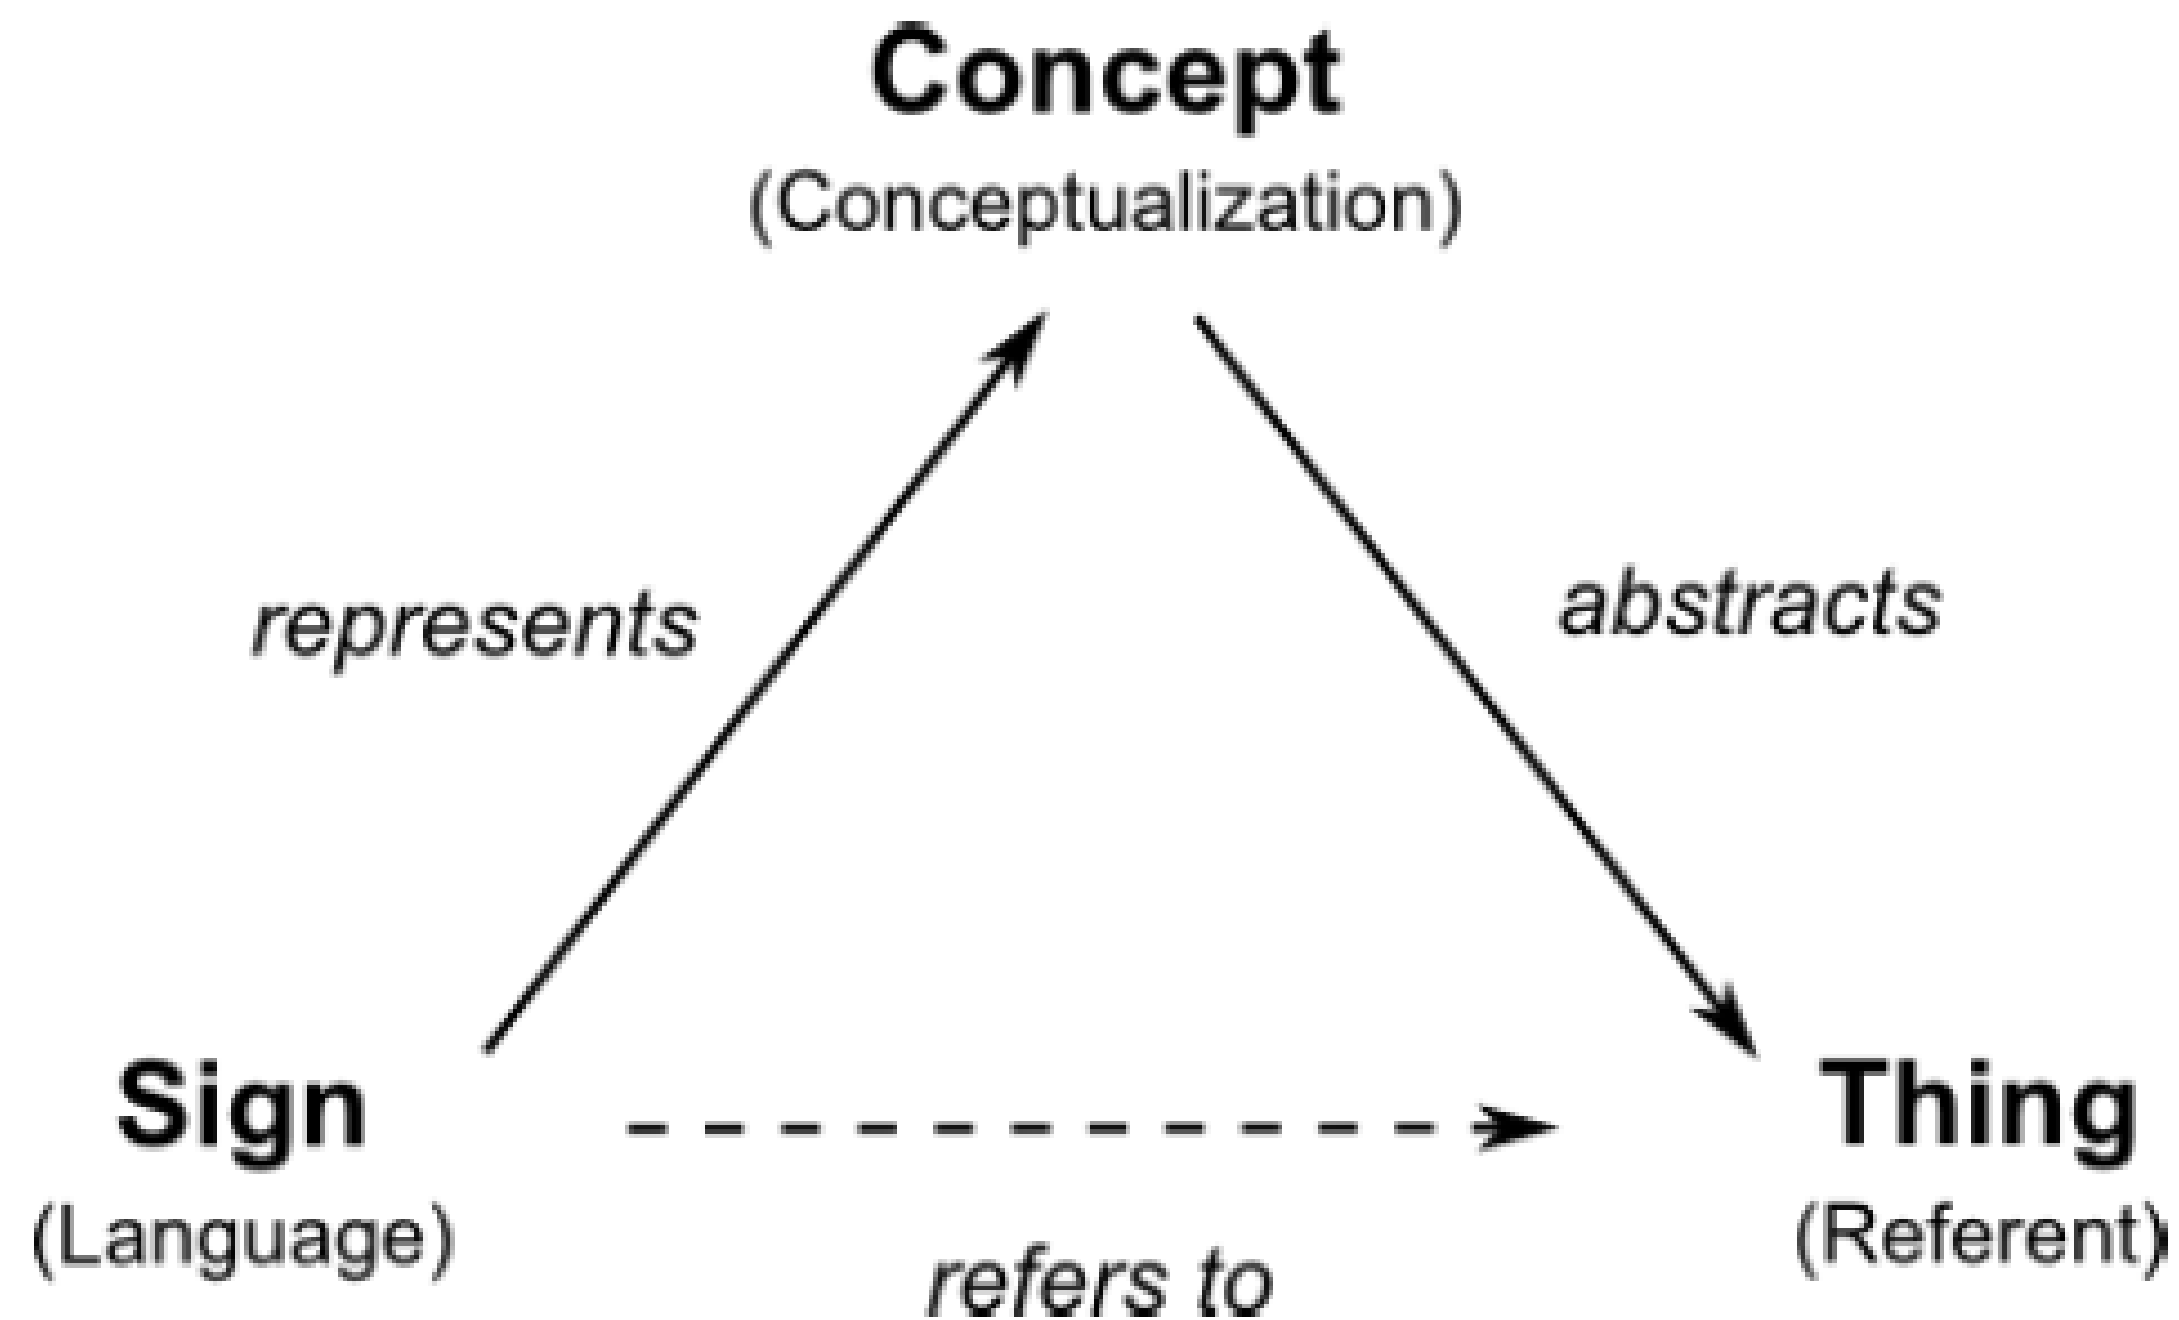 Concept
(Conceptualization)
represents
abstracts
Sign
Thing
(Language)
(Referent)
refers to